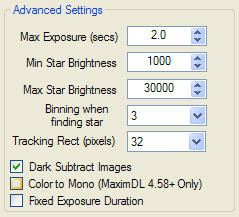 Advanced Settings
Max Exposure (secs) 2.0
Min Star Brightness 1000
Max Star Brightness 30000
Binning when
finding star 3
Tracking Rect (pixels) 32
Dark Subtract Images
Color to Mono (MaximDL 4.58+ Only)
Fixed Exposure Duration